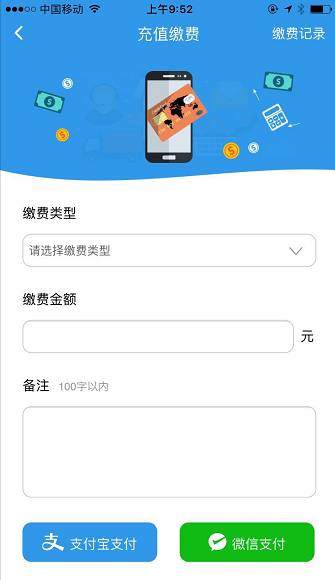 中国移动 上午9:52
充值缴费 缴费记录
缴费类型
请选择缴费类型
缴费金额
元
备注 100字以内
支付宝支付 微信支付